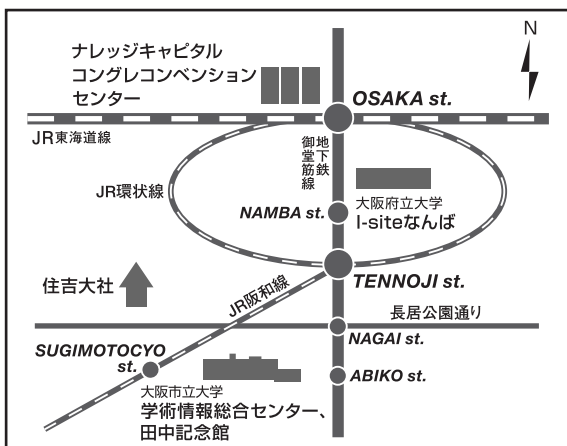 N
ナレッジキャピタル
コングレコンベンション
センター
OSAKA st.
JR東海道線
地下鉄
御堂筋線
JR環状線
大阪府立大学
I-siteなんば
NAMBA st.
TENNOJI st.
住吉大社
JR阪和線
長居公園通り
NAGAI st.
SUGIMOTOCYO
st.
ABIKO st.
大阪市立大学
学術情報総合センター、
田中記念館